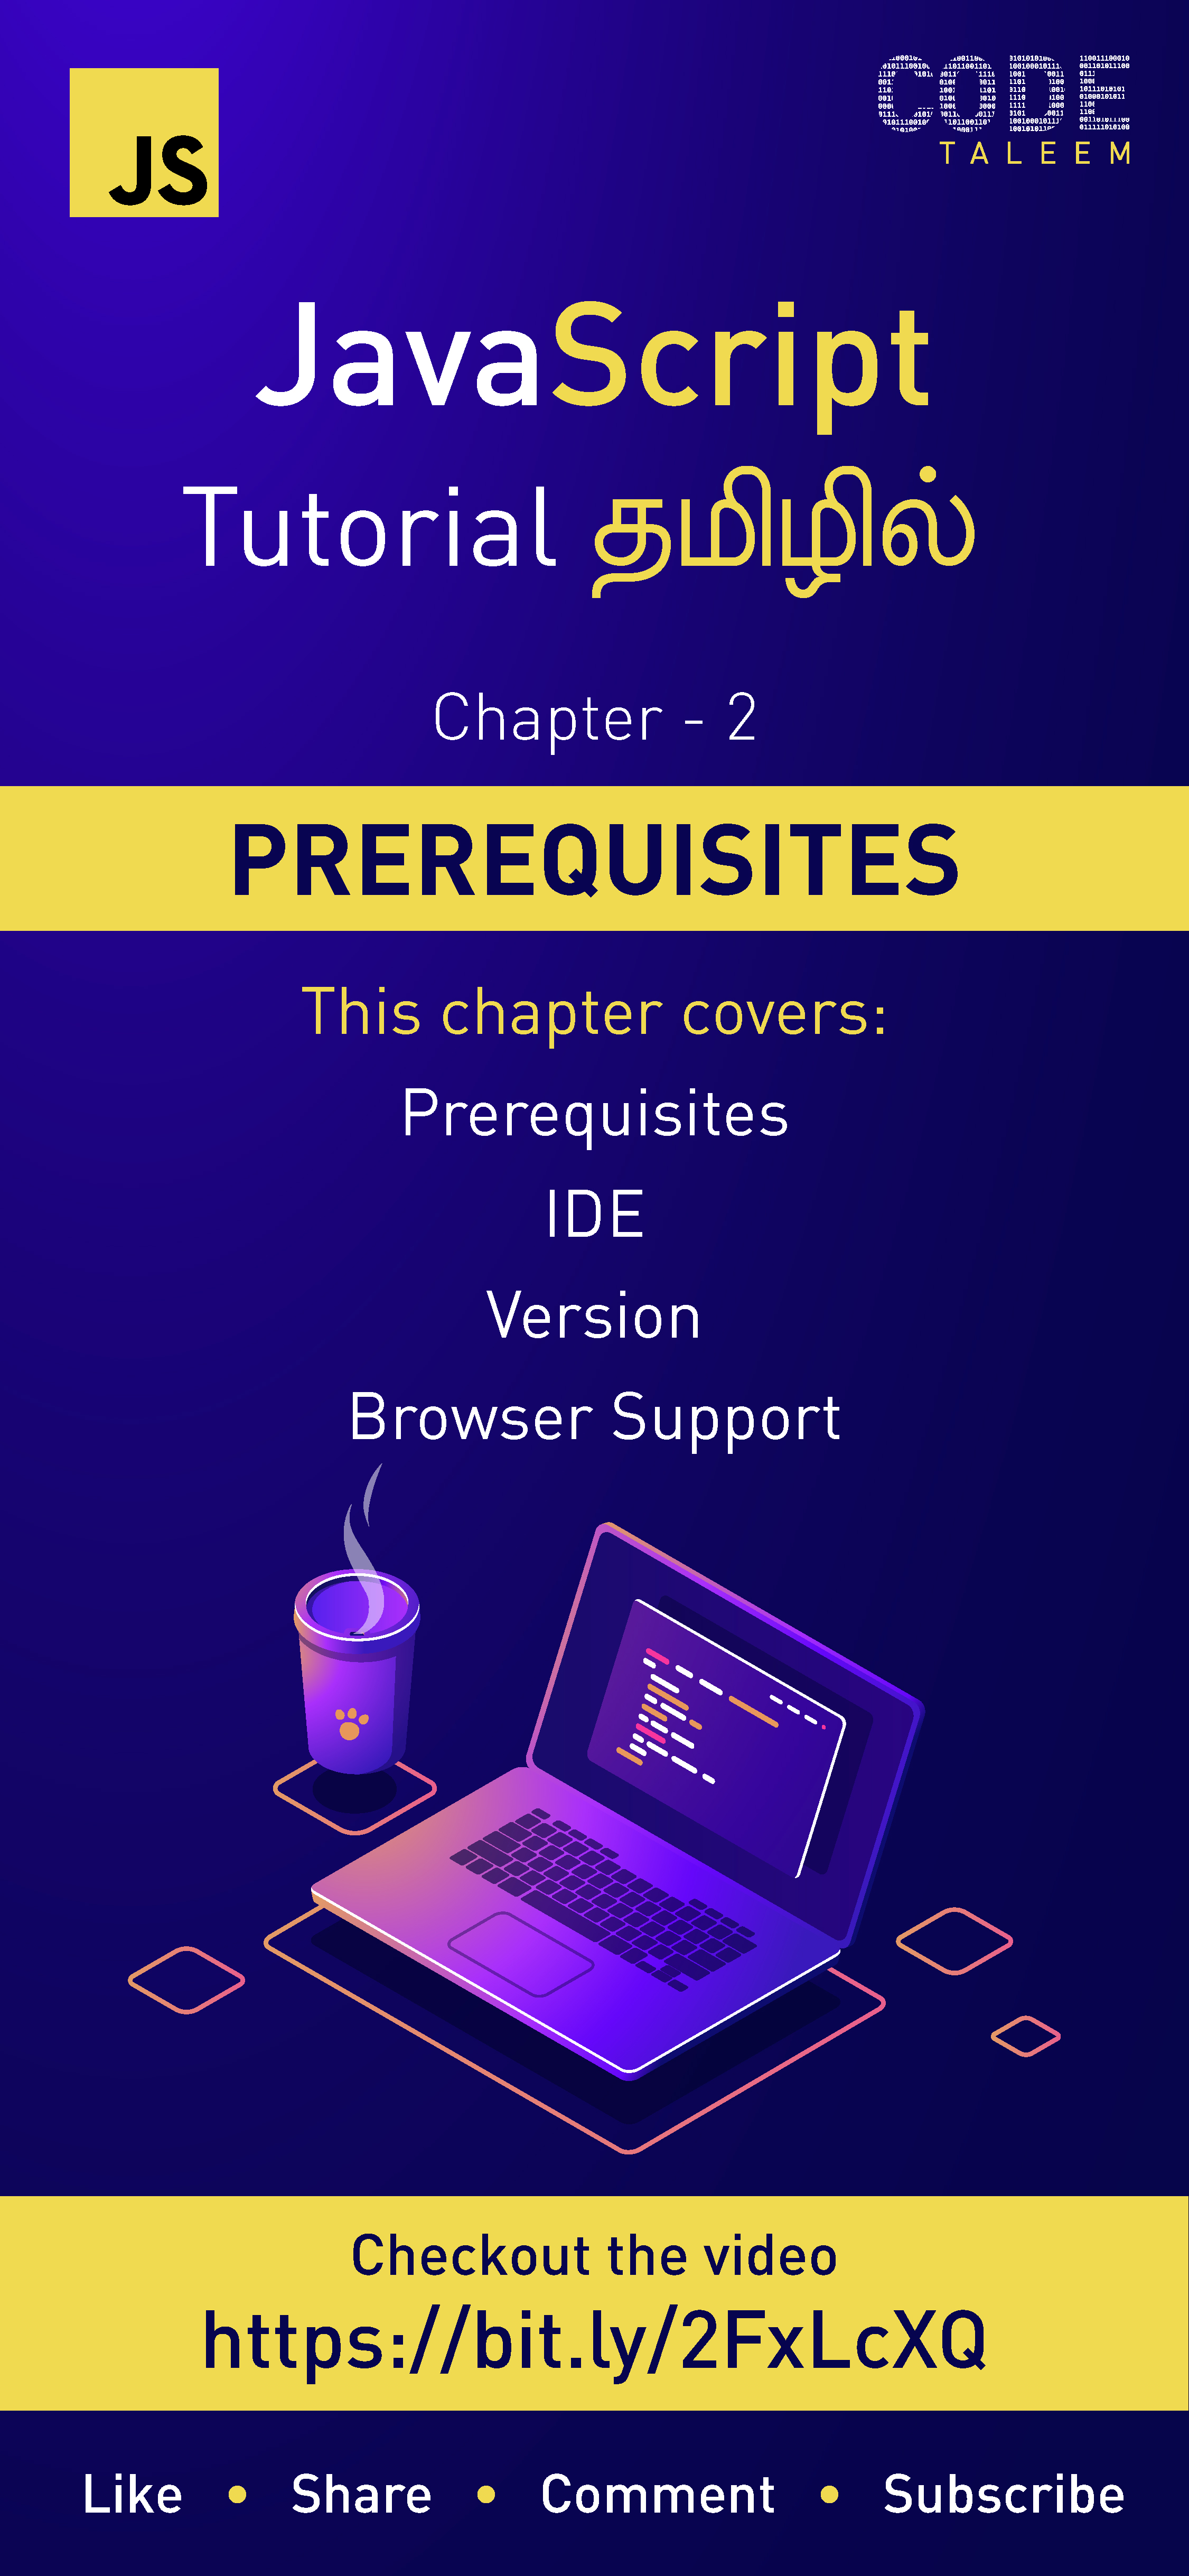 JS
CODE
TALEEM
JavaScript
Tutorial தமிழில்
Chapter - 2
PREREQUISITES
This chapter covers:
Prerequisites
IDE
Version
Browser Support
Checkout the video
https://bit.ly/2FxLcXQ
Like • Share • Comment • Subscribe